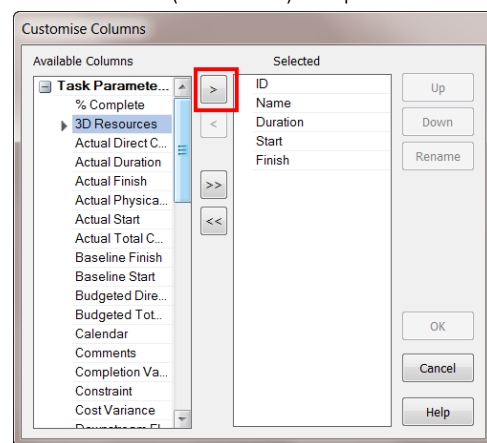 Customise Columns
Available Columns
Selected
Task Paramete...
% Complete
3D Resources
Actual Direct C...
Actual Duration
Actual Finish
Actual Physica...
Actual Start
Actual Total C...
Baseline Finish
Baseline Start
Budgeted Dire...
Budgeted Tot...
Calendar
Comments
Completion Va...
Constraint
Cost Variance
>
<
>>
<<
ID
Name
Duration
Start
Finish
Up
Down
Rename
OK
Cancel
Help